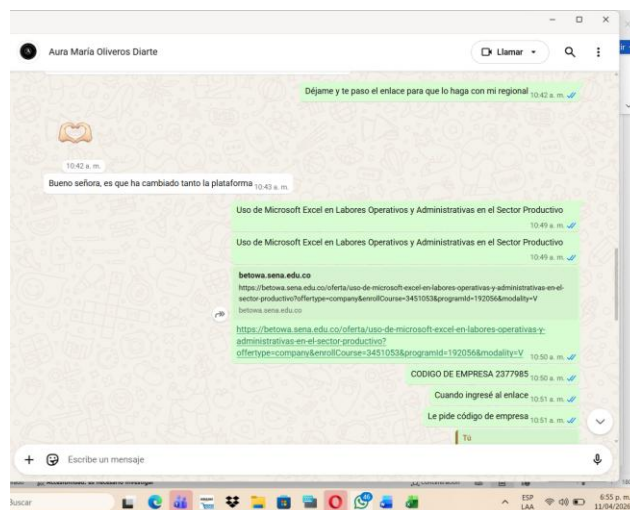 Aura María Oliveros Diarte
Llamar
Déjame y te paso el enlace para que lo haga con mi regional 10:42 a. m.
10:42 a. m.
Bueno señora, es que ha cambiado tanto la plataforma 10:43 a. m.
Uso de Microsoft Excel en Labores Operativos y Administrativas en el Sector Productivo
10:49 a. m.
Uso de Microsoft Excel en Labores Operativos y Administrativas en el Sector Productivo
10:49 a. m.
betowa.sena.edu.co
https://betowa.sena.edu.co/oferta/uso-de-microsoft-excel-en-labores-operativas-y-administrativas-en-el-
sector-productivo?offertype=company&enrollCourse=3451053&programId=192056&modality=V
betowa.sena.edu.co
https://betowa.sena.edu.co/oferta/uso-de-microsoft-excel-en-labores-operativas-y-
administrativas-en-el-sector-productivo?
offertype=company&enrollCourse=3451053&programId=192056&modality=V 10:50 a. m.
CODIGO DE EMPRESA 2377985 10:50 a. m.
Cuando ingresé al enlace 10:51 a. m.
Le pide código de empresa 10:51 a. m.
Tú
Escribe un mensaje
Buscar
ESP
LAA
6:55 p. m.
11/04/2026